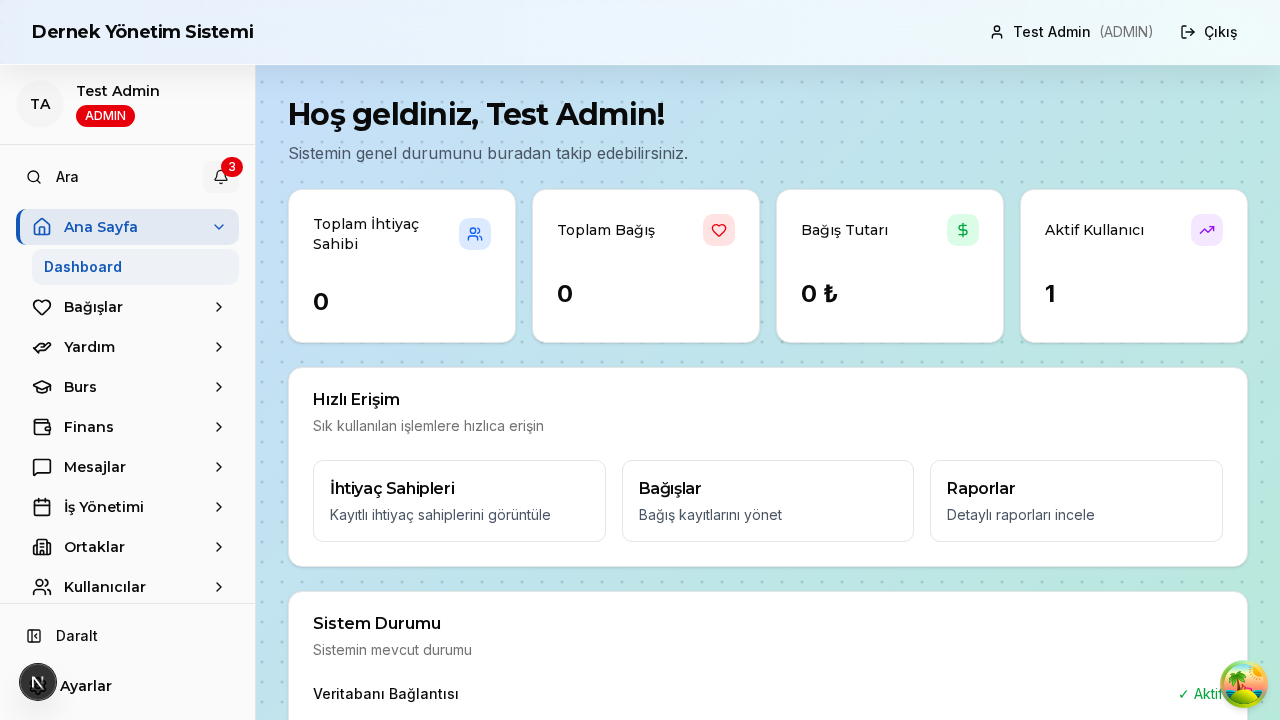 Dernek Yönetim Sistemi
Test Admin (ADMIN)
Çıkış
TA
Test Admin
ADMIN
Ara
3
Ana Sayfa
Dashboard
Bağışlar
Yardım
Burs
Finans
Mesajlar
İş Yönetimi
Ortaklar
Kullanıcılar
Daralt
N
Ayarlar
Hoş geldiniz, Test Admin!
Sistemin genel durumunu buradan takip edebilirsiniz.
Toplam İhtiyaç
Sahibi
0
Toplam Bağış
0
Bağış Tutarı
0 ₺
Aktif Kullanıcı
1
Hızlı Erişim
Sık kullanılan işlemlere hızlıca erişin
İhtiyaç Sahipleri
Kayıtlı ihtiyaç sahiplerini görüntüle
Bağışlar
Bağış kayıtlarını yönet
Raporlar
Detaylı raporları incele
Sistem Durumu
Sistemin mevcut durumu
Veritabanı Bağlantısı
✓ Aktif